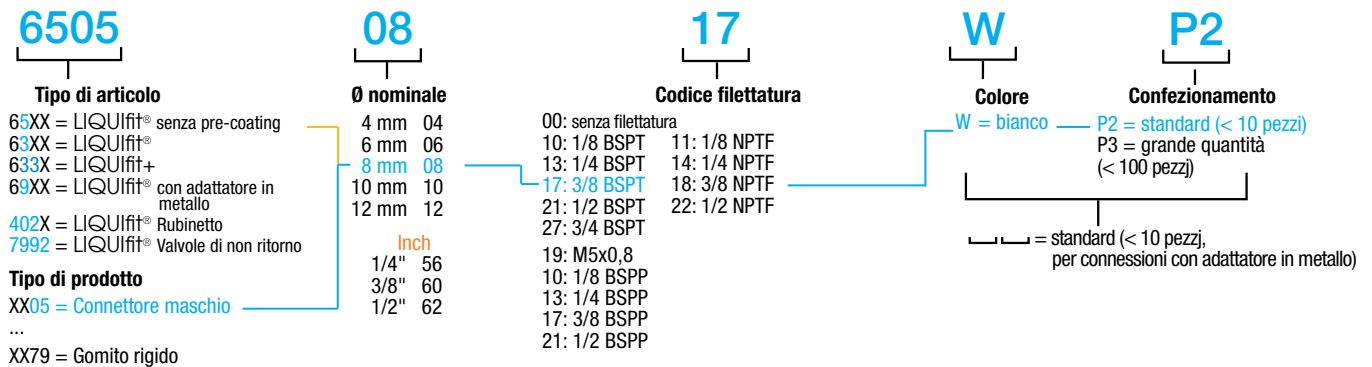 6505 08 17 W P2
Tipo di articolo
65XX = LIQUIfit® senza pre-coating
63XX = LIQUIfit®
633X = LIQUIfit+
69XX = LIQUIfit® con adattatore in
metallo
402X = LIQUIfit® Rubinetto
7992 = LIQUIfit® Valvole di non ritorno
Tipo di prodotto
XX05 = Connettore maschio
...
XX79 = Gomito rigido
Ø nominale
4 mm 04
6 mm 06
8 mm 08
10 mm 10
12 mm 12
Inch
1/4" 56
3/8" 60
1/2" 62
Codice filettatura
00: senza filettatura
10: 1/8 BSPT 11: 1/8 NPTF
13: 1/4 BSPT 14: 1/4 NPTF
17: 3/8 BSPT 18: 3/8 NPTF
21: 1/2 BSPT 22: 1/2 NPTF
27: 3/4 BSPT
19: M5x0,8
10: 1/8 BSPP
13: 1/4 BSPP
17: 3/8 BSPP
21: 1/2 BSPP
Colore
W = bianco
Confezionamento
P2 = standard (< 10 pezzi)
P3 = grande quantità
(< 100 pezzj)
= standard (< 10 pezzj,
per connessioni con adattatore in metallo)